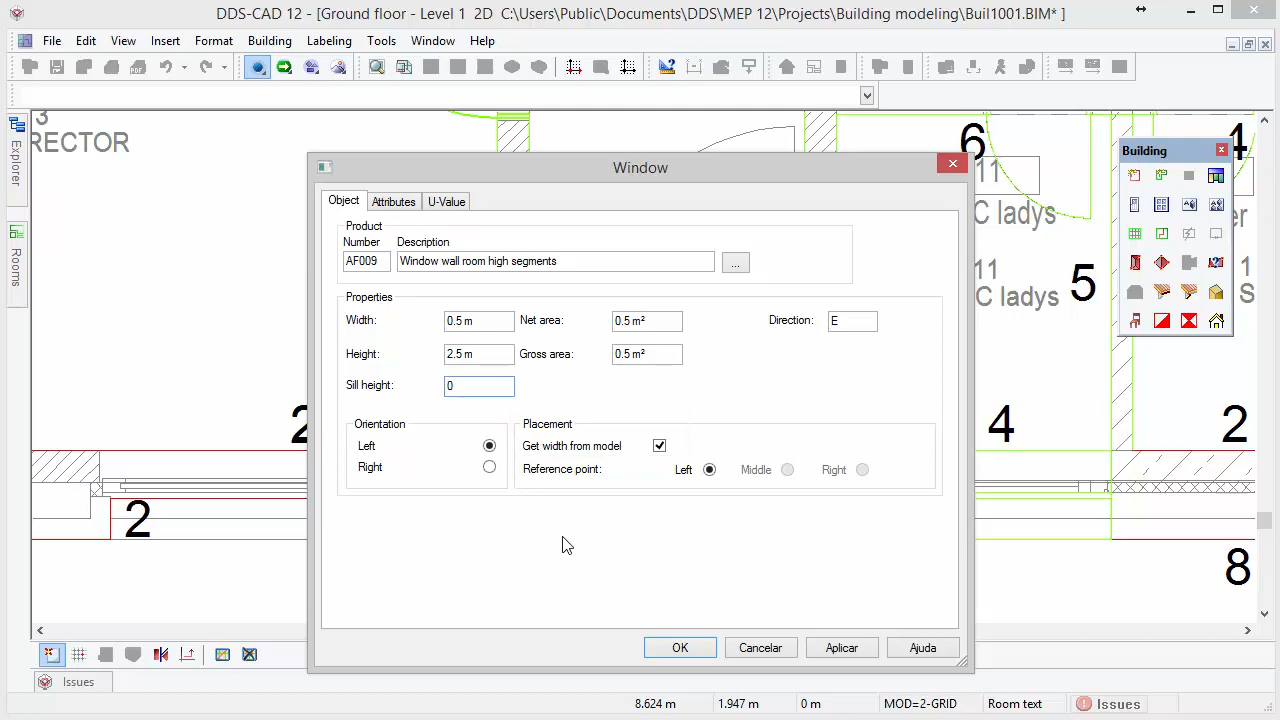 DDS-CAD 12 - [Ground floor - Level 1  2D  C:\Users\Public\Documents\DDS\MEP 12\Projects\Building modeling\Buil1001.BIM* ]
File Edit View Insert Format Building Labeling Tools Window Help
Explorer
Rooms
3
RECTOR
6
11
C ladys
4
er
11
C ladys
5
1
S
2
4
2
2
8
Building
Window
Object Attributes U-Value
Product
Number Description
AF009 Window wall room high segments ...
Properties
Width: 0.5 m Net area: 0.5 m² Direction: E
Height: 2.5 m Gross area: 0.5 m²
Sill height: 0
Orientation Placement
Left Get width from model
Right Reference point: Left Middle Right
OK Cancelar Aplicar Ajuda
Issues
8.624 m 1.947 m 0 m MOD=2-GRID Room text Issues